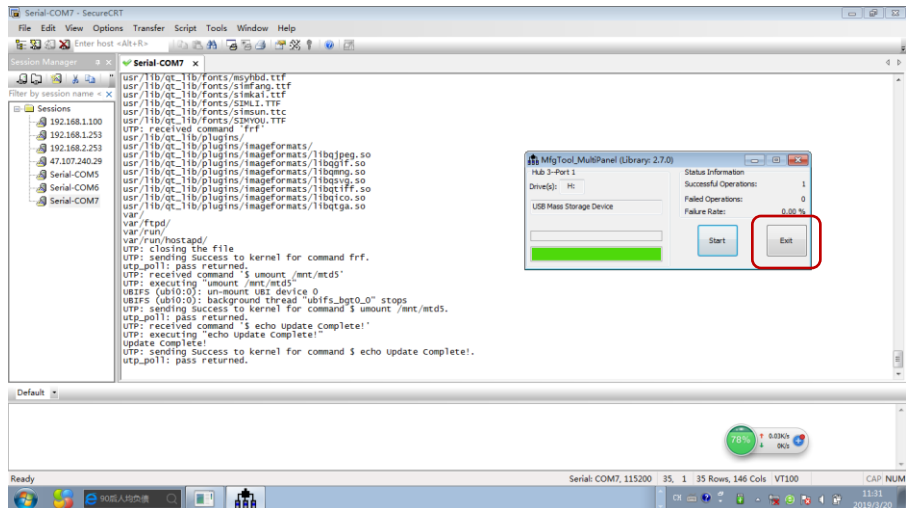 Serial-COM7 - SecureCRT
File Edit View Options Transfer Script Tools Window Help
Enter host <Alt+R>
Session Manager
Serial-COM7
Filter by session name <
Sessions
192.168.1.100
192.168.1.253
192.168.2.253
47.107.240.29
Serial-COM5
Serial-COM6
Serial-COM7
usr/lib/qt_lib/fonts/msyhbd.ttf
usr/lib/qt_lib/fonts/simfang.ttf
usr/lib/qt_lib/fonts/simkai.ttf
usr/lib/qt_lib/fonts/SIMLI.TTF
usr/lib/qt_lib/fonts/simsun.ttc
usr/lib/qt_lib/fonts/SIMYOU.TTF
UTP: received command 'frf'
usr/lib/qt_lib/plugins/
usr/lib/qt_lib/plugins/imageformats/
usr/lib/qt_lib/plugins/imageformats/libqjpeg.so
usr/lib/qt_lib/plugins/imageformats/libqgif.so
usr/lib/qt_lib/plugins/imageformats/libqmng.so
usr/lib/qt_lib/plugins/imageformats/libqsvg.so
usr/lib/qt_lib/plugins/imageformats/libqtiff.so
usr/lib/qt_lib/plugins/imageformats/libqico.so
usr/lib/qt_lib/plugins/imageformats/libqtga.so
var/
var/ftpd/
var/run/
var/run/hostapd/
UTP: closing the file
UTP: sending Success to kernel for command frf.
utp_poll: pass returned.
UTP: received command '$ umount /mnt/mtd5'
UTP: executing "umount /mnt/mtd5"
UBIFS (ubi0:0): un-mount UBI device 0
UBIFS (ubi0:0): background thread "ubifs_bgt0_0" stops
UTP: sending Success to kernel for command $ umount /mnt/mtd5.
utp_poll: pass returned.
UTP: received command '$ echo Update Complete!'
UTP: executing "echo Update Complete!"
Update Complete!
UTP: sending Success to kernel for command $ echo Update Complete!.
utp_poll: pass returned.
MfgTool_MultiPanel (Library: 2.7.0)
Hub 3--Port 1
Drive(s): H:
USB Mass Storage Device
Status Information
Successful Operations: 1
Failed Operations: 0
Failure Rate: 0.00 %
Start
Exit
Default
78%
0.03K/s
0K/s
Ready
Serial: COM7, 115200 35, 1 35 Rows, 146 Cols VT100 CAP NUM
90后人均负债
CH
11:31
2019/3/20